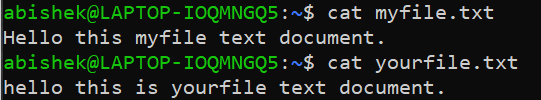 abishek@LAPTOP-IOQMNGQ5:~$ cat myfile.txt
Hello this myfile text document.
abishek@LAPTOP-IOQMNGQ5:~$ cat yourfile.txt
hello this is yourfile text document.